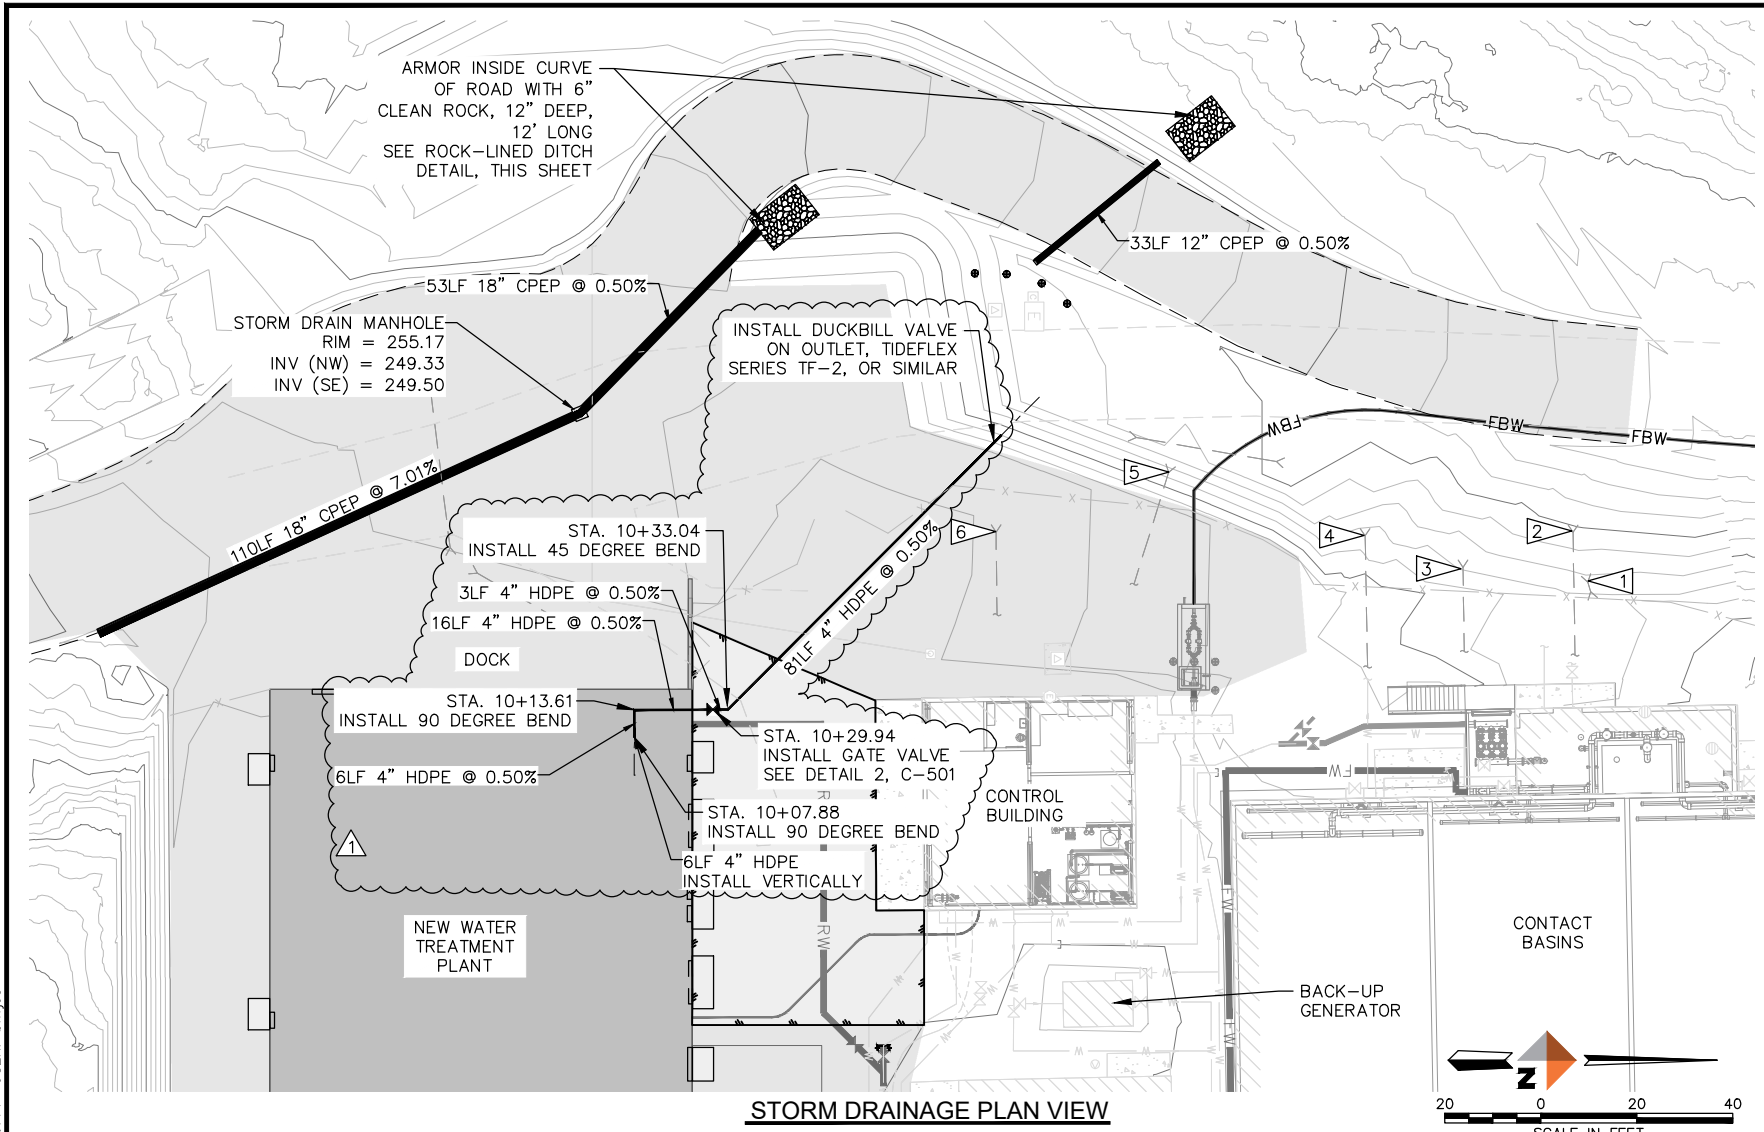 ARMOR INSIDE CURVE
OF ROAD WITH 6"
CLEAN ROCK, 12" DEEP,
12' LONG
SEE ROCK-LINED DITCH
DETAIL, THIS SHEET
33LF 12" CPEP @ 0.50%
53LF 18" CPEP @ 0.50%
STORM DRAIN MANHOLE
RIM = 255.17
INV (NW) = 249.33
INV (SE) = 249.50
INSTALL DUCKBILL VALVE
ON OUTLET, TIDEFLEX
SERIES TF-2, OR SIMILAR
FBW
FBW
FBW
110LF 18" CPEP @ 7.01%
5
6
4
2
3
1
STA. 10+33.04
INSTALL 45 DEGREE BEND
81LF 4" HDPE @ 0.50%
3LF 4" HDPE @ 0.50%
16LF 4" HDPE @ 0.50%
DOCK
STA. 10+13.61
INSTALL 90 DEGREE BEND
STA. 10+29.94
INSTALL GATE VALVE
SEE DETAIL 2, C-501
6LF 4" HDPE @ 0.50%
FW
CONTROL
BUILDING
STA. 10+07.88
INSTALL 90 DEGREE BEND
1
6LF 4" HDPE
INSTALL VERTICALLY
RW
NEW WATER
TREATMENT
PLANT
CONTACT
BASINS
BACK-UP
GENERATOR
Z
STORM DRAINAGE PLAN VIEW
20 0 20 40
SCALE IN FEET